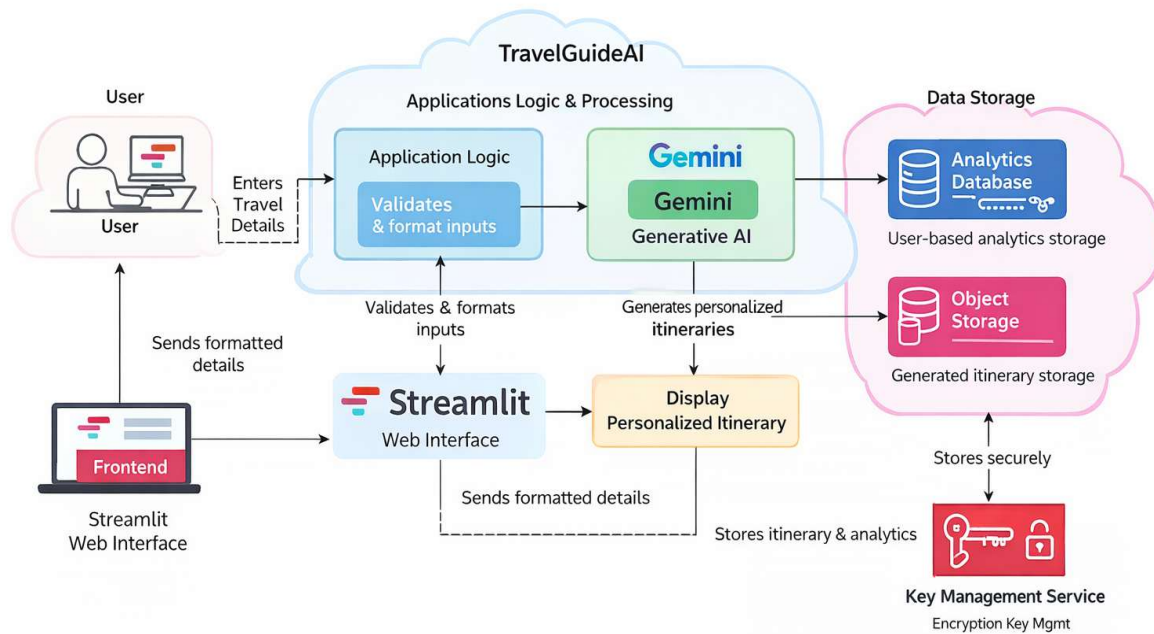 TravelGuideAI
User
Applications Logic & Processing
Data Storage
User
Enters
Travel
Details
Application Logic
Validates
& format inputs
Gemini
Gemini
Generative AI
Analytics
Database
User-based analytics storage
Validates & formats
inputs
Generates personalized
itineraries
Object
Storage
Generated itinerary storage
Sends formatted
details
Streamlit
Web Interface
Display
Personalized Itinerary
Frontend
Streamlit
Web Interface
Sends formatted details
Stores securely
Stores itinerary & analytics
Key Management Service
Encryption Key Mgmt